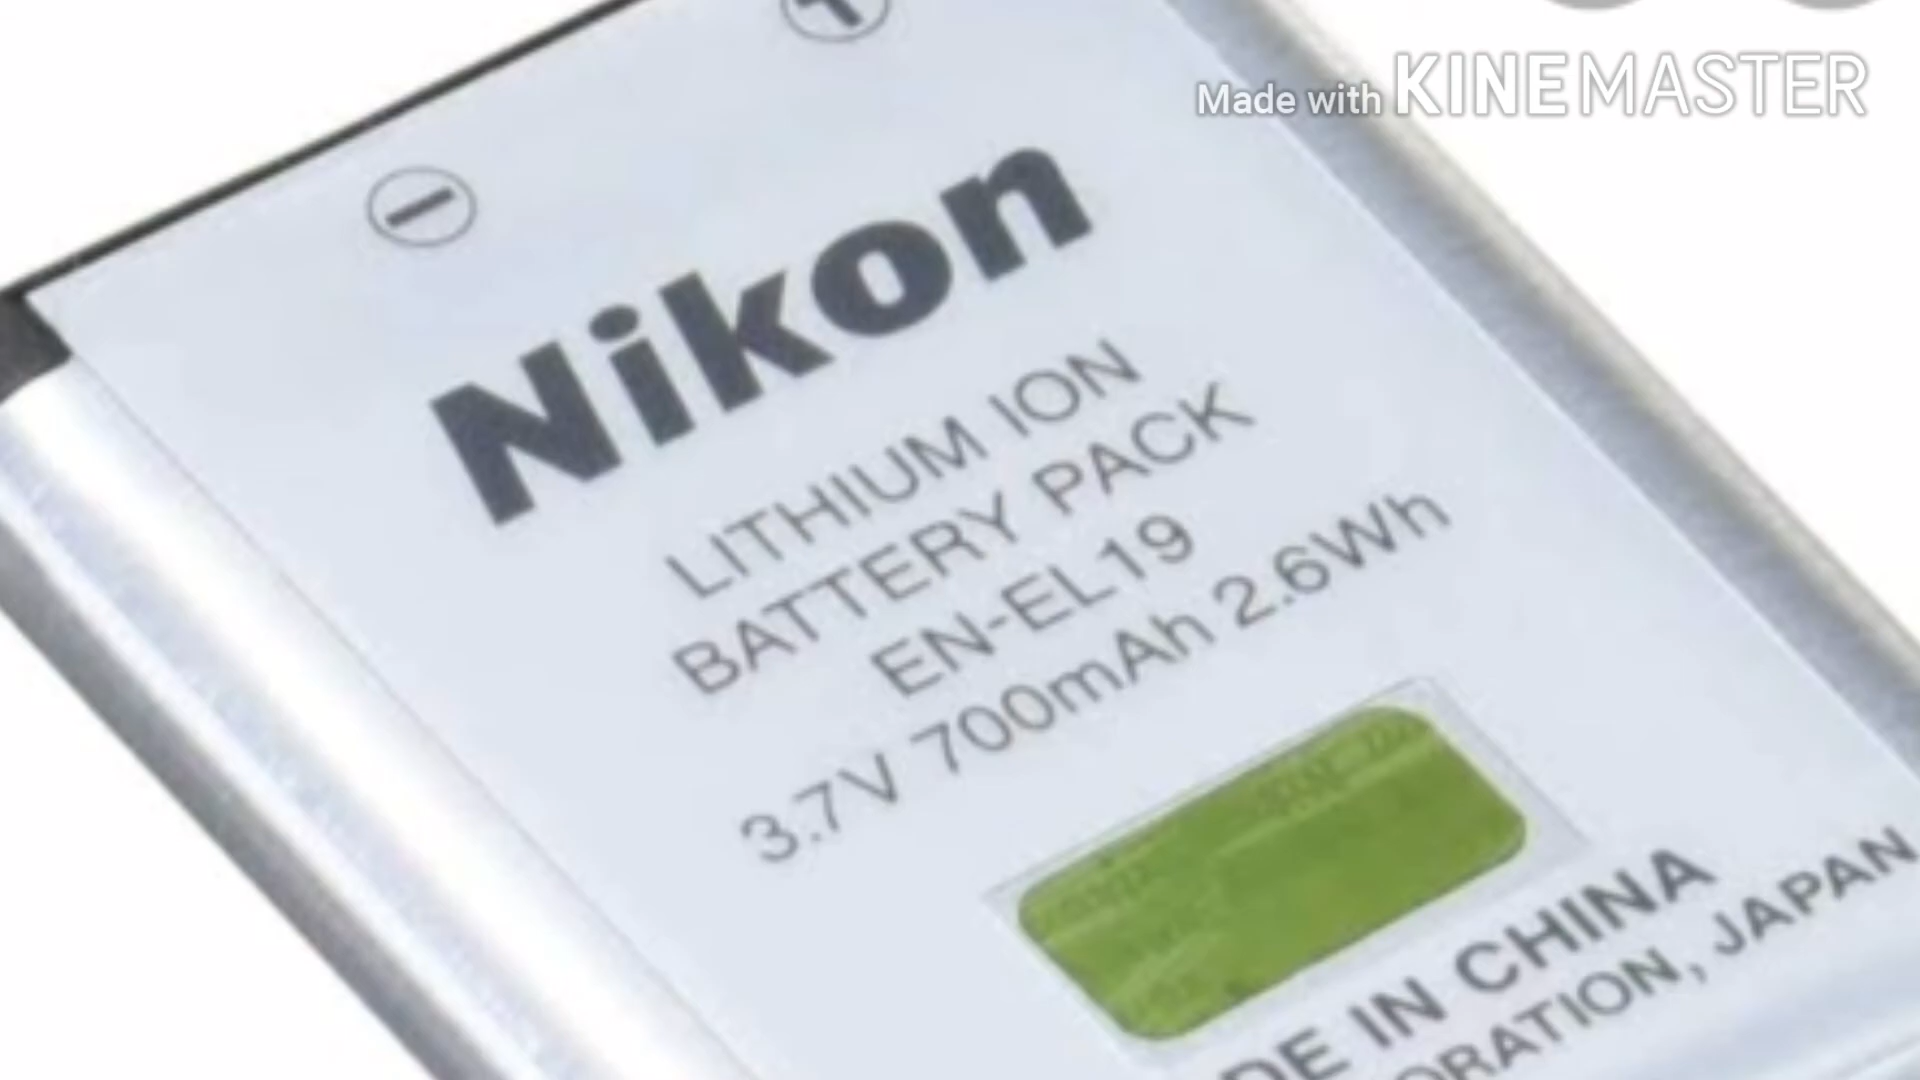 Made with KINEMASTER
Nikon
LITHIUM ION
BATTERY PACK
EN-EL19
3.7V 700mAh 2.6Wh
DE IN CHINA
ORATION, JAPAN